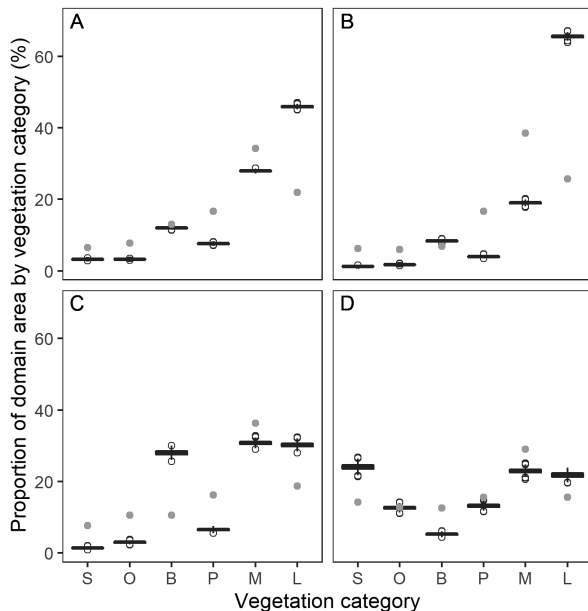 Proportion of domain area by vegetation category (%)
A
B
60
40
20
0
C
D
60
40
20
0
S O B P M L
S O B P M L
Vegetation category